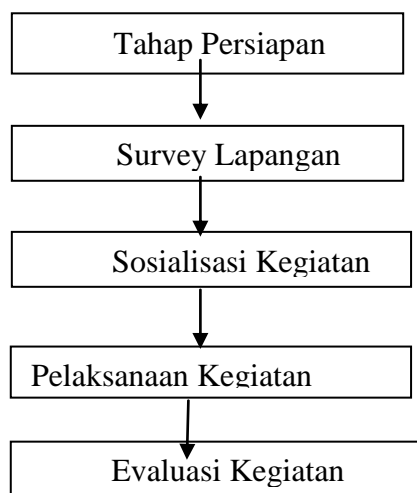 Tahap Persiapan
Survey Lapangan
Sosialisasi Kegiatan
Pelaksanaan Kegiatan
Evaluasi Kegiatan